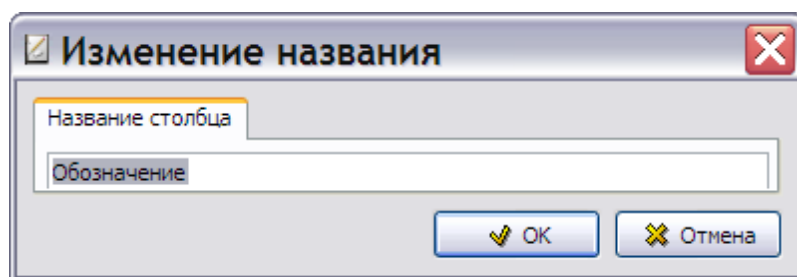 Изменение названия
Название столбца
Обозначение
OK Отмена